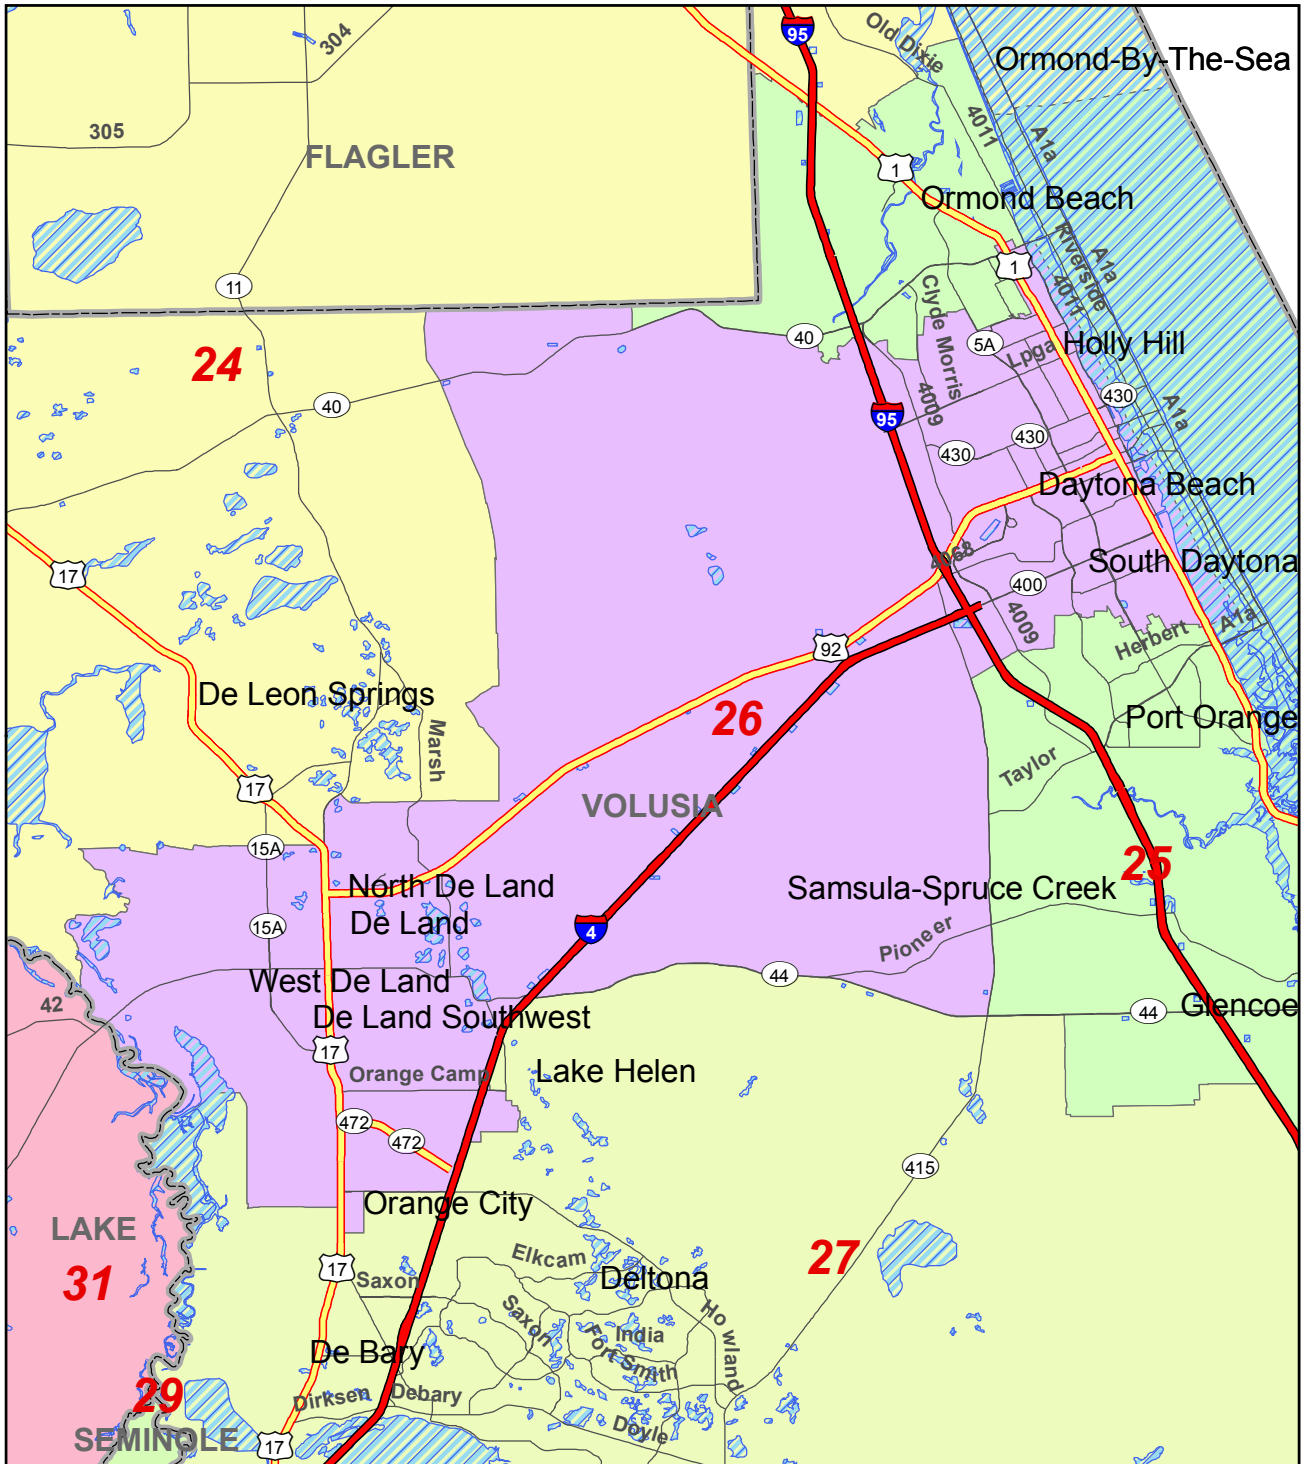 304
95
Old Dixie
Ormond-By-The-Sea
305
FLAGLER
4011
A1a
1
Ormond Beach
Riverside
A1a
1
11
4011
Clyde Morris
40
5A
Lpga
Holly Hill
24
40
4009
430
A1a
95
430
430
Daytona Beach
4068
South Daytona
17
400
4009
Herbert
A1a
92
De Leon Springs
26
Port Orange
Marsh
Taylor
17
VOLUSIA
15A
25
North De Land
Samsula-Spruce Creek
15A
De Land
4
Pioneer
West De Land
44
42
De Land Southwest
44
Glencoe
17
Orange Camp
Lake Helen
472
472
415
Orange City
LAKE
27
31
17
Saxon
Elkcam
Deltona
Saxon
India
Howland
De Bary
Fort Smith
29
Dirksen
Debary
Doyle
SEMINOLE
17